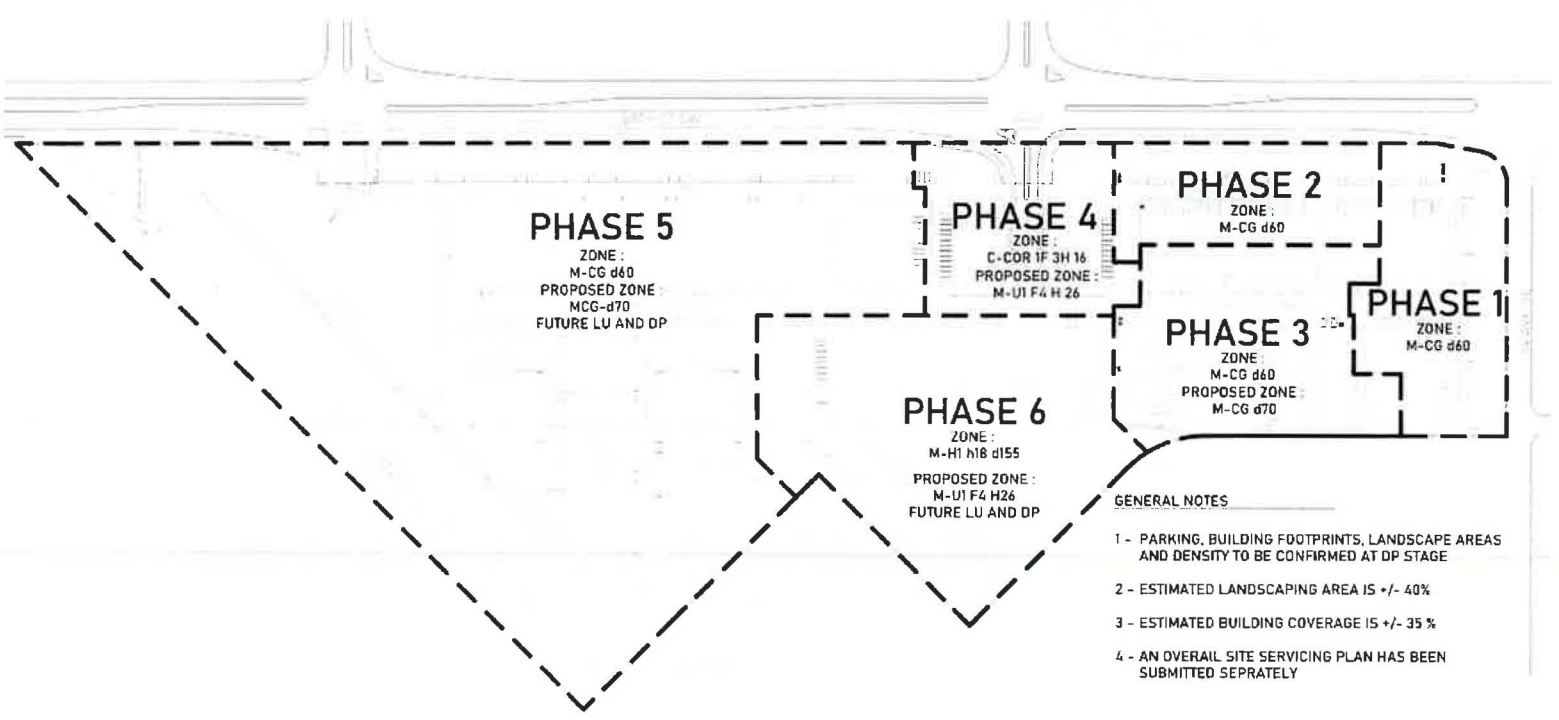 PHASE 5
ZONE :
M-CG d60
PROPOSED ZONE :
MCG-d70
FUTURE LU AND DP
PHASE 4
ZONE :
C-COR 1F 3H 16
PROPOSED ZONE :
M-U1 F4 H 26
PHASE 2
ZONE :
M-CG d60
PHASE 1
ZONE :
M-CG d60
PHASE 3
ZONE :
M-CG d60
PROPOSED ZONE :
M-CG d70
PHASE 6
ZONE :
M-H1 h18 d155
PROPOSED ZONE :
M-U1 F4 H26
FUTURE LU AND DP
GENERAL NOTES
1 - PARKING, BUILDING FOOTPRINTS, LANDSCAPE AREAS
AND DENSITY TO BE CONFIRMED AT DP STAGE
2 - ESTIMATED LANDSCAPING AREA IS +/- 40%
3 - ESTIMATED BUILDING COVERAGE IS +/- 35 %
4 - AN OVERAIL SITE SERVICING PLAN HAS BEEN
SUBMITTED SEPRATELY